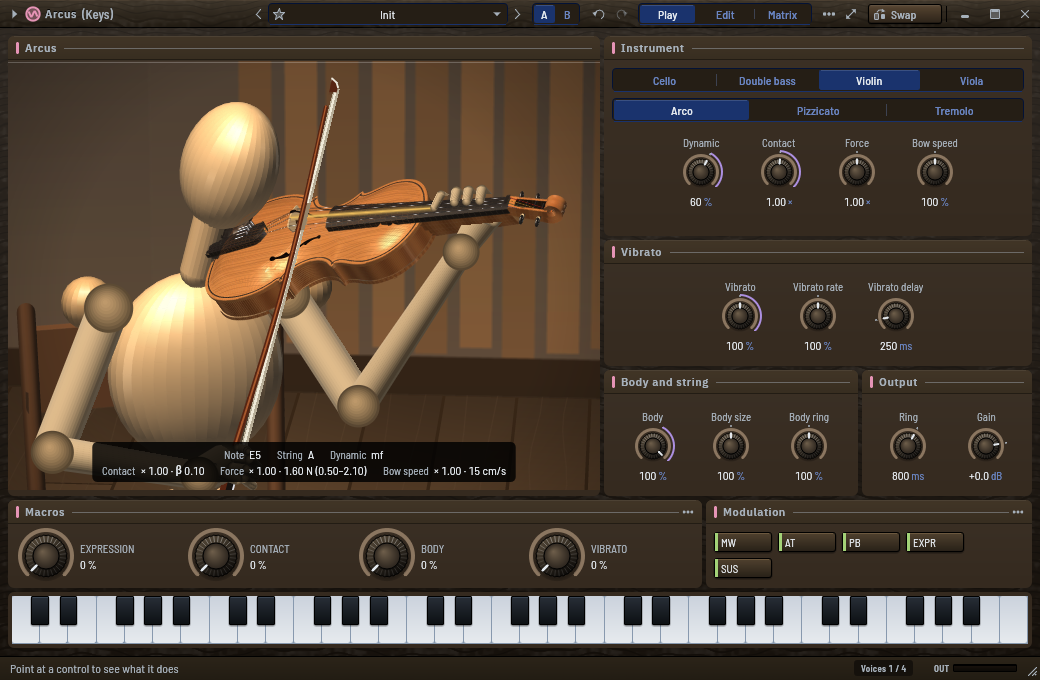 Arcus (Keys)
Init
A B
Play Edit Matrix
Swap
Arcus
Note E5 String A Dynamic mf
Contact × 1.00 · β 0.10 Force × 1.00 · 1.60 N (0.50–2.10) Bow speed × 1.00 · 15 cm/s
Instrument
Cello Double bass Violin Viola
Arco Pizzicato Tremolo
Dynamic Contact Force Bow speed
60 % 1.00 × 1.00 × 100 %
Vibrato
Vibrato Vibrato rate Vibrato delay
100 % 100 % 250 ms
Body and string
Body Body size Body ring
100 % 100 % 100 %
Output
Ring Gain
800 ms +0.0 dB
Macros
EXPRESSION
0 %
CONTACT
0 %
BODY
0 %
VIBRATO
0 %
Modulation
MW AT PB EXPR
SUS
Point at a control to see what it does
Voices 1 / 4 OUT